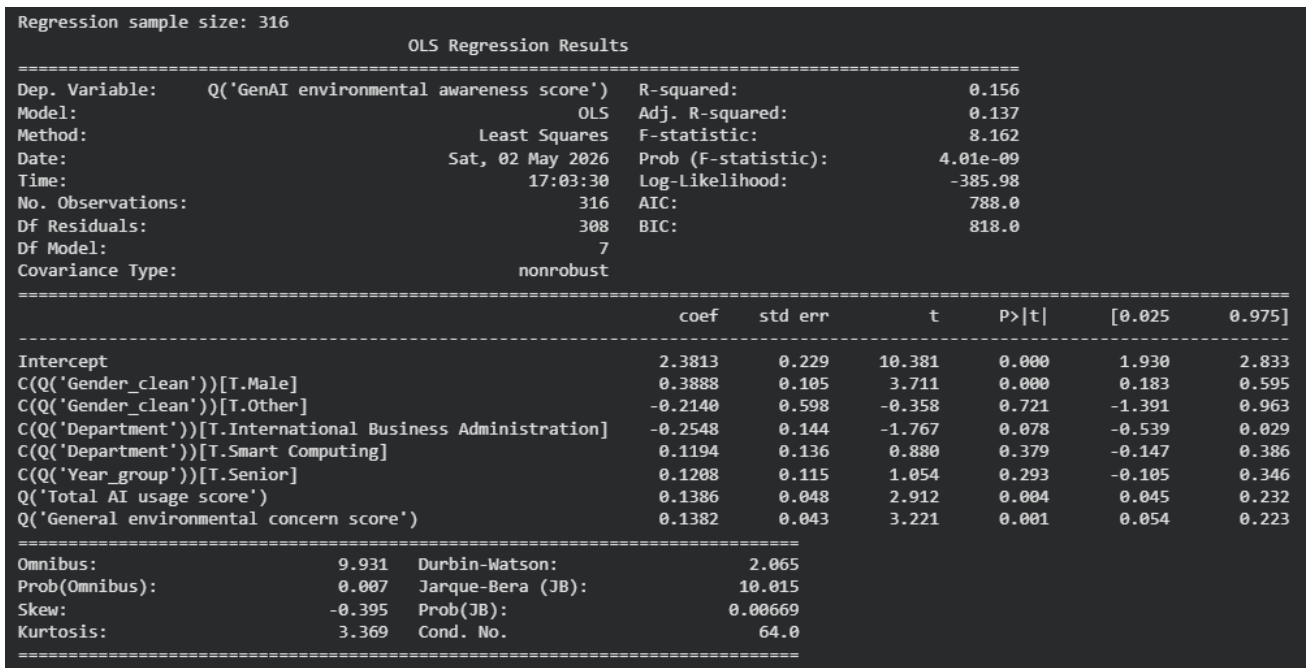 Regression sample size: 316
OLS Regression Results
==============================================================================
Dep. Variable: Q('GenAI environmental awareness score') R-squared: 0.156
Model: OLS Adj. R-squared: 0.137
Method: Least Squares F-statistic: 8.162
Date: Sat, 02 May 2026 Prob (F-statistic): 4.01e-09
Time: 17:03:30 Log-Likelihood: -385.98
No. Observations: 316 AIC: 788.0
Df Residuals: 308 BIC: 818.0
Df Model: 7
Covariance Type: nonrobust
==============================================================================
coef std err t P>|t| [0.025 0.975]
------------------------------------------------------------------------------
Intercept 2.3813 0.229 10.381 0.000 1.930 2.833
C(Q('Gender_clean'))[T.Male] 0.3888 0.105 3.711 0.000 0.183 0.595
C(Q('Gender_clean'))[T.Other] -0.2140 0.598 -0.358 0.721 -1.391 0.963
C(Q('Department'))[T.International Business Administration] -0.2548 0.144 -1.767 0.078 -0.539 0.029
C(Q('Department'))[T.Smart Computing] 0.1194 0.136 0.880 0.379 -0.147 0.386
C(Q('Year_group'))[T.Senior] 0.1208 0.115 1.054 0.293 -0.105 0.346
Q('Total AI usage score') 0.1386 0.048 2.912 0.004 0.045 0.232
Q('General environmental concern score') 0.1382 0.043 3.221 0.001 0.054 0.223
==============================================================================
Omnibus: 9.931 Durbin-Watson: 2.065
Prob(Omnibus): 0.007 Jarque-Bera (JB): 10.015
Skew: -0.395 Prob(JB): 0.00669
Kurtosis: 3.369 Cond. No. 64.0
==============================================================================